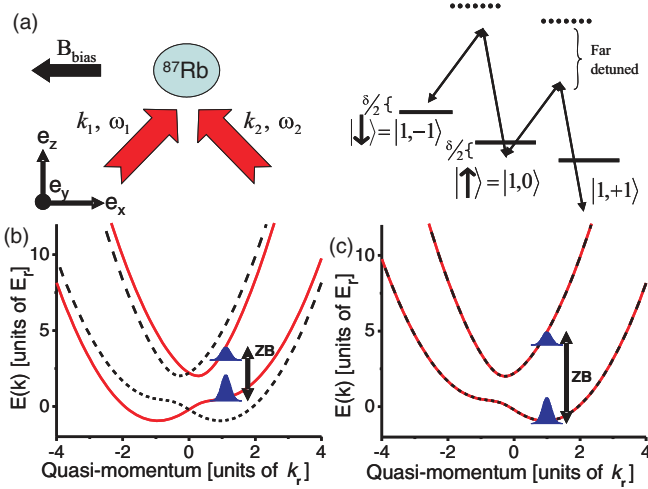 (a)
B_bias
⁸⁷Rb
k₁, ω₁
k₂, ω₂
e_z
e_y
e_x
Far
detuned
δ/2 {
|↓⟩=|1,-1⟩
δ/2 {
|↑⟩=|1,0⟩
|1,+1⟩
(b)
E(k) [units of E_r]
10
5
0
ZB
-4 -2 0 2 4
Quasi-momentum [units of k_r]
(c)
E(k) [units of E_r]
10
5
0
ZB
-4 -2 0 2 4
Quasi-momentum [units of k_r]